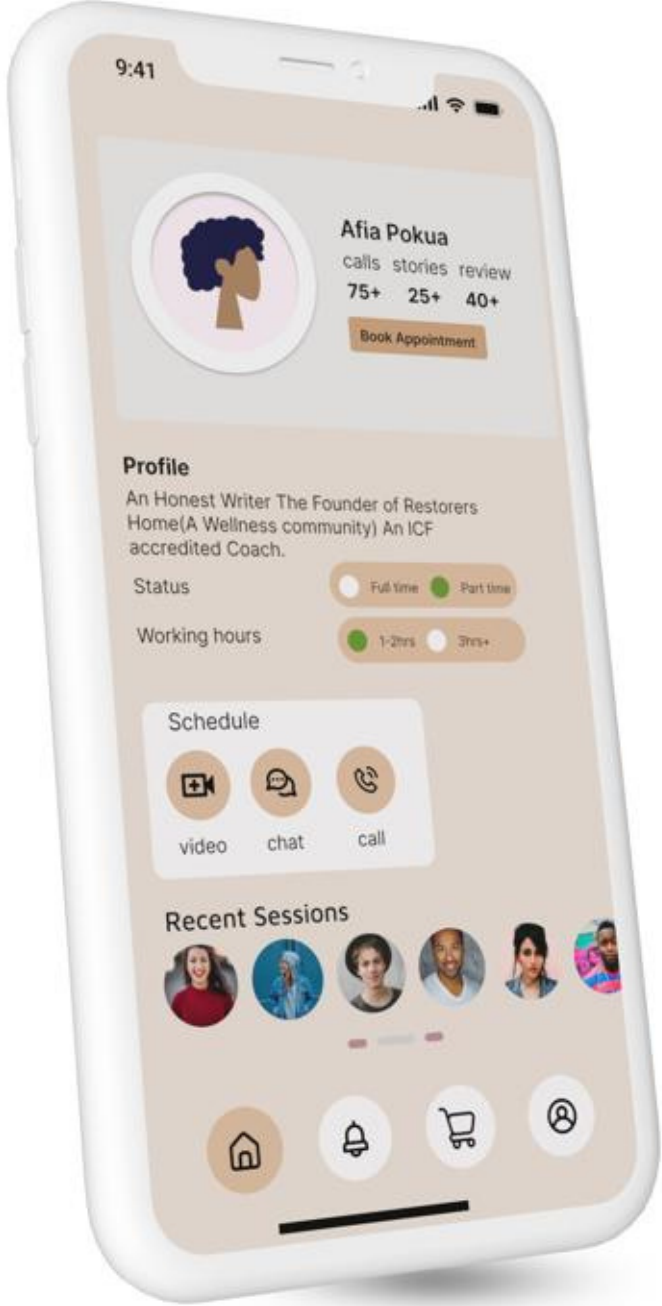 9:41
Afia Pokua
calls stories review
75+ 25+ 40+
Book Appointment
Profile
An Honest Writer The Founder of Restorers
Home(A Wellness community) An ICF
accredited Coach.
Status Full time Part time
Working hours 1-2hrs 3hrs+
Schedule
video chat call
Recent Sessions